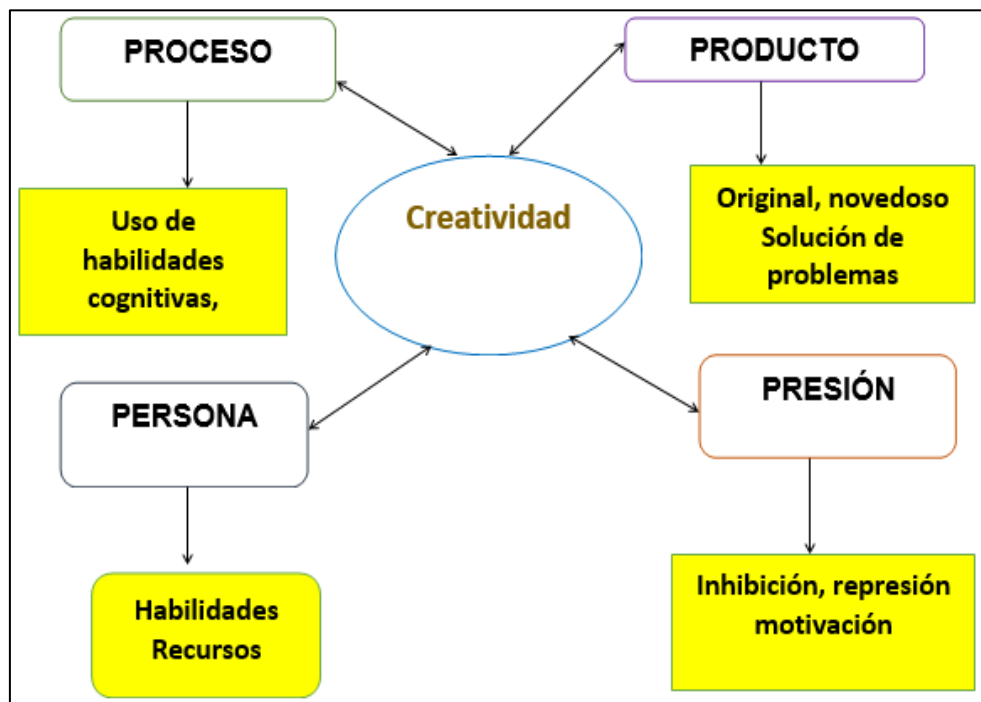 PROCESO
PRODUCTO
Uso de
habilidades
cognitivas,
Creatividad
Original, novedoso
Solución de
problemas
PERSONA
PRESIÓN
Habilidades
Recursos
Inhibición, represión
motivación